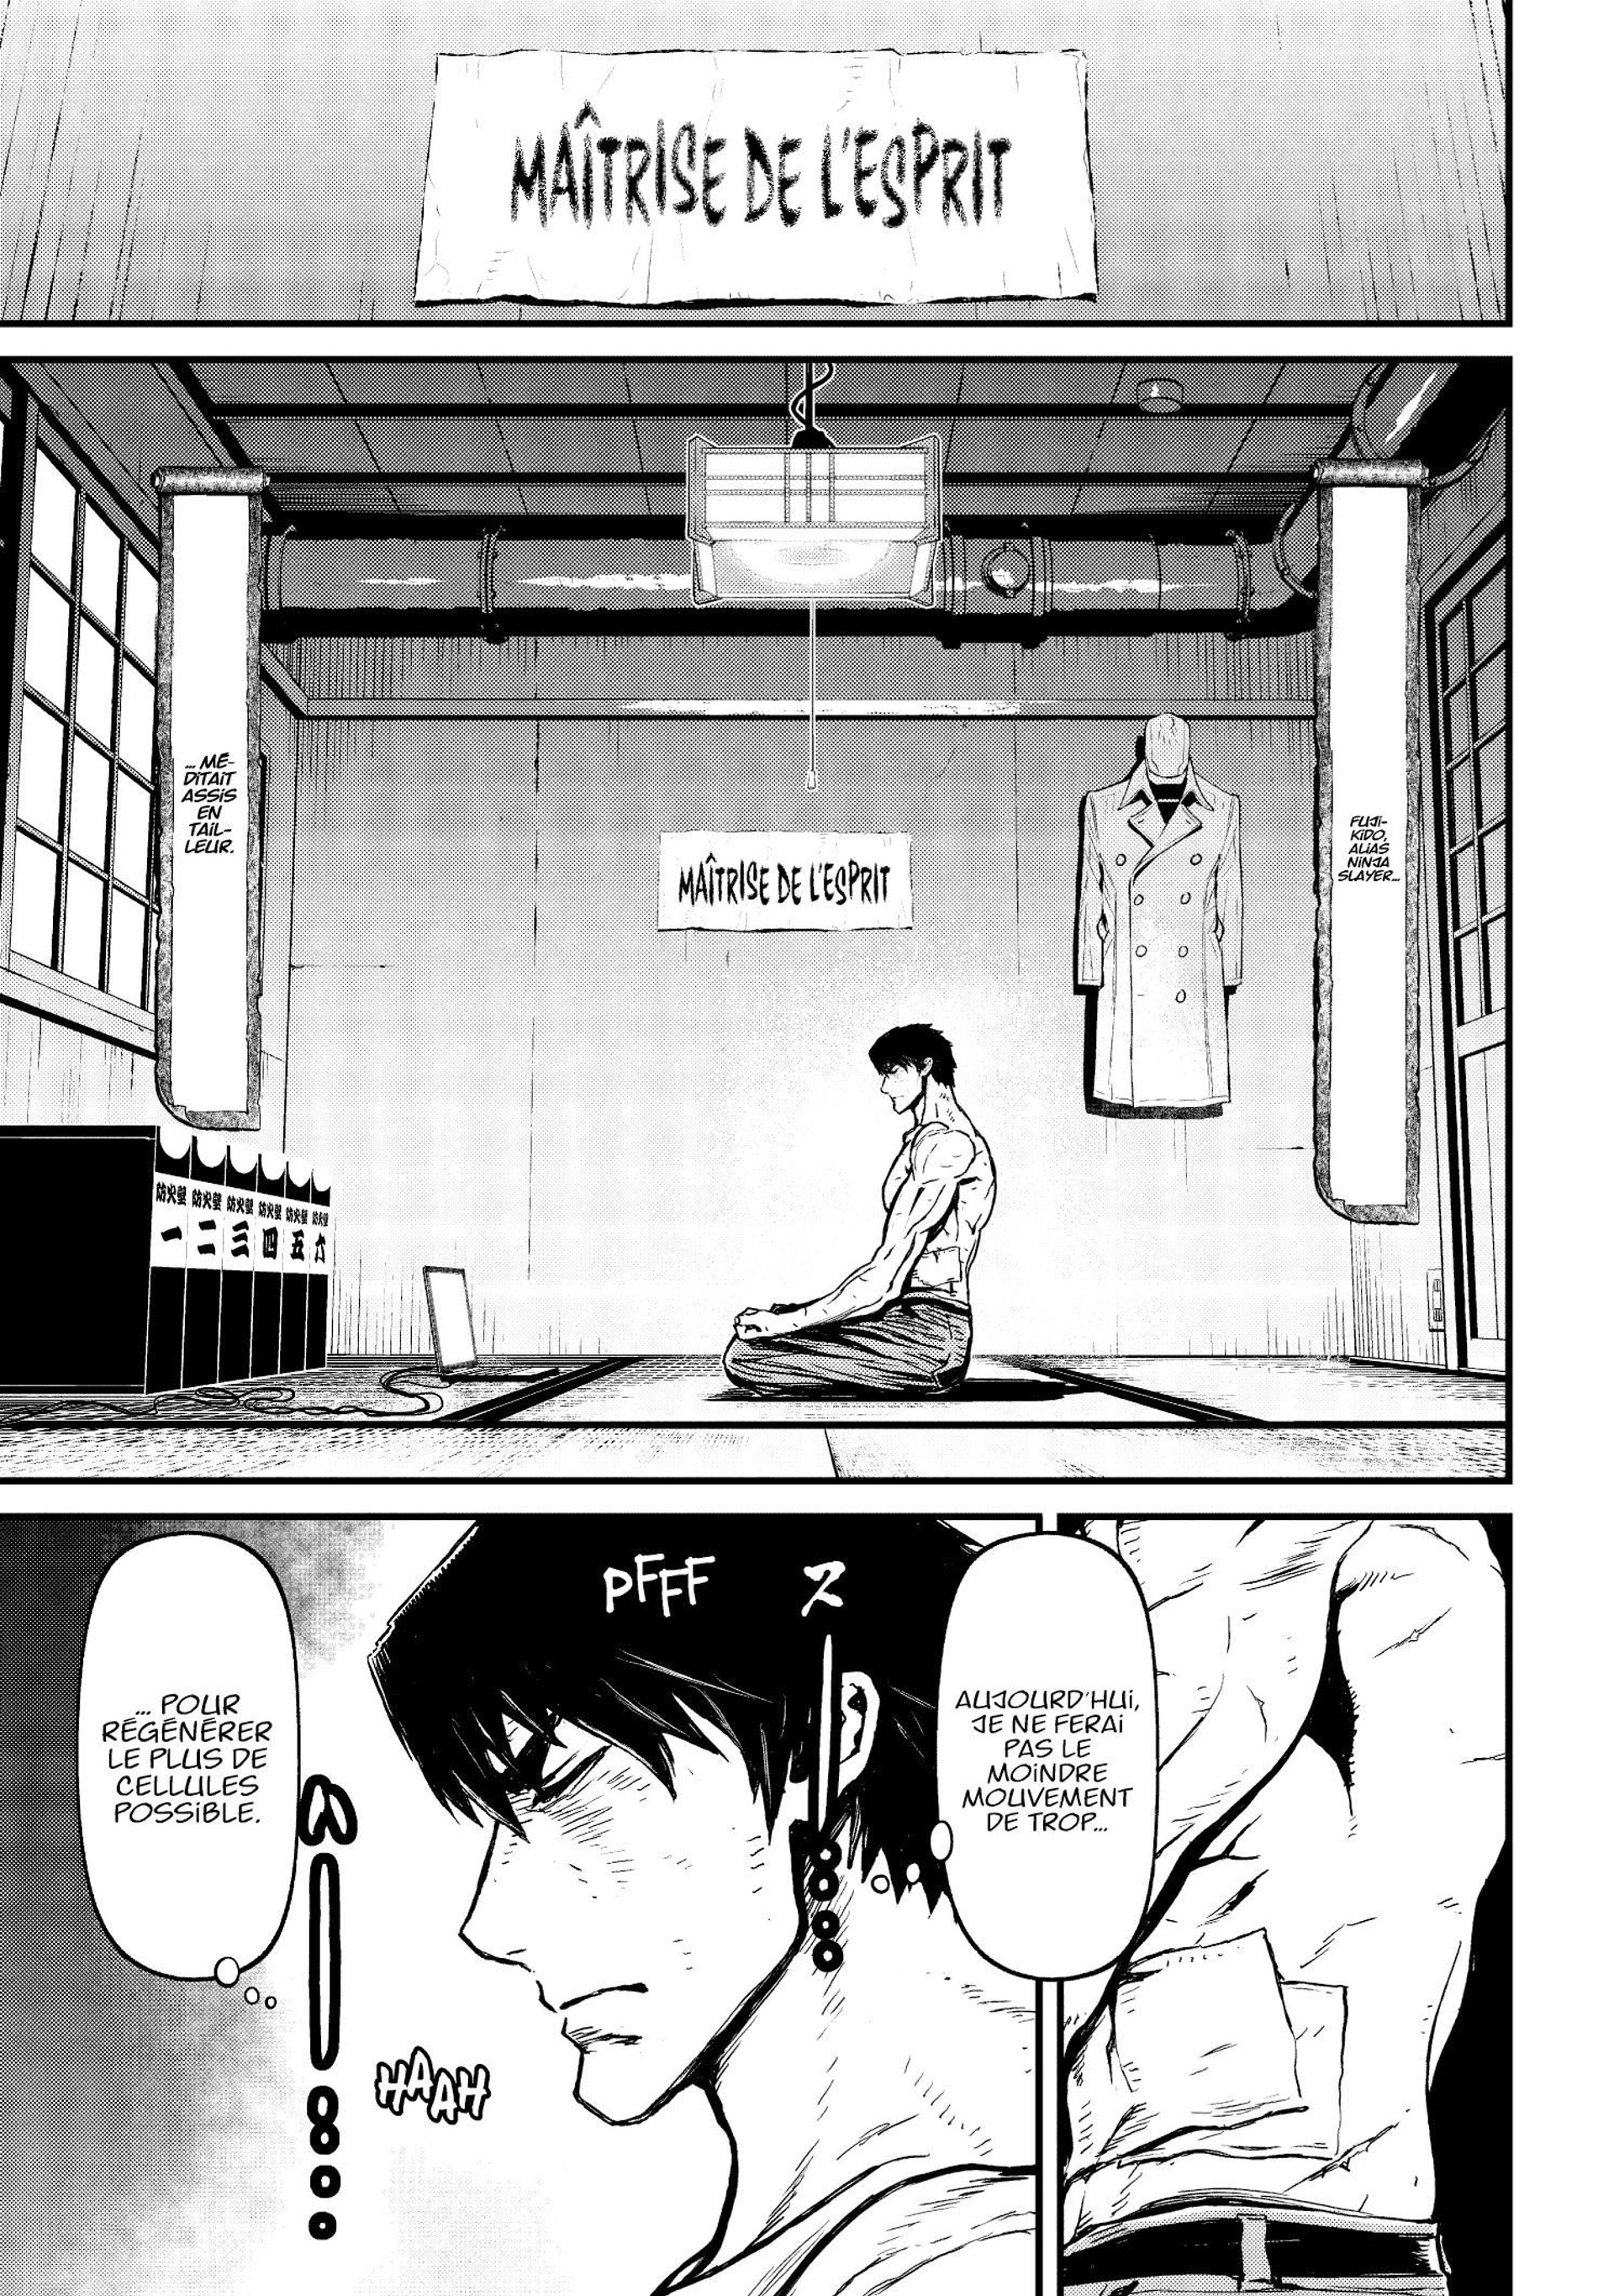 MAÎTRISE DE L'ESPRIT
FUJI-
KIDO,
ALIAS
NINJA
SLAYER...
... MÉ-
DITAIT
ASSIS
EN
TAIL-
LEUR.
MAÎTRISE DE L'ESPRIT
防火壁 防火壁 防火壁 防火壁 防火壁 防火壁
一 二 三 四 五 六
AUJOURD'HUI,
JE NE FERAI
PAS LE
MOINDRE
MOUVEMENT
DE TROP...
PFFF
スー
... POUR
RÉGÉNÉRER
LE PLUS DE
CELLULES
POSSIBLE.
HAAH